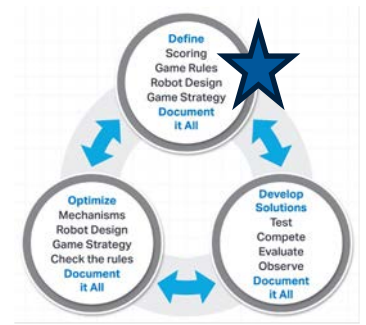 Define
Scoring
Game Rules
Robot Design
Game Strategy
Document
it All
Optimize
Mechanisms
Robot Design
Game Strategy
Check the rules
Document
it All
Develop
Solutions
Test
Compete
Evaluate
Observe
Document
it All